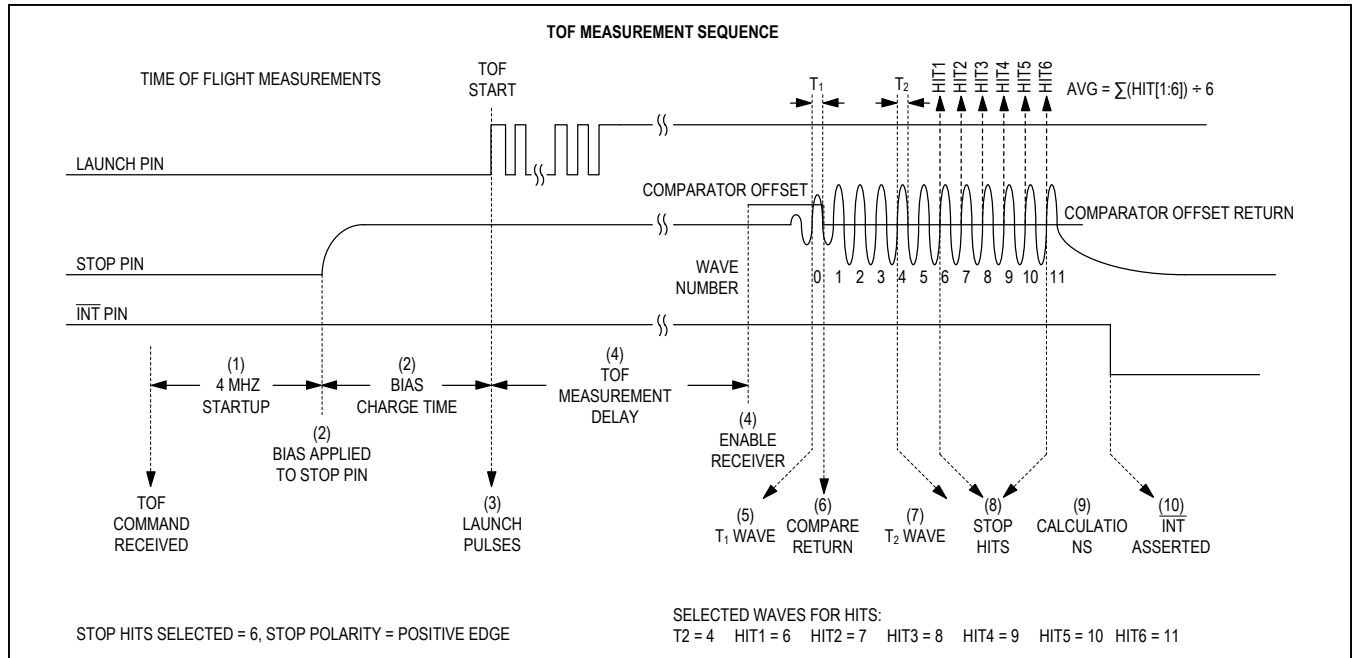 TOF MEASUREMENT SEQUENCE
TIME OF FLIGHT MEASUREMENTS
TOF
START
T1
T2
HIT1
HIT2
HIT3
HIT4
HIT5
HIT6
AVG = ∑(HIT[1:6]) ÷ 6
LAUNCH PIN
COMPARATOR OFFSET
COMPARATOR OFFSET RETURN
STOP PIN
WAVE
NUMBER
0 1 2 3 4 5 6 7 8 9 10 11
INT PIN
(1)
4 MHZ
STARTUP
(2)
BIAS
CHARGE TIME
(4)
TOF
MEASUREMENT
DELAY
(2)
BIAS APPLIED
TO STOP PIN
(4)
ENABLE
RECEIVER
TOF
COMMAND
RECEIVED
(3)
LAUNCH
PULSES
(5)
T1 WAVE
(6)
COMPARE
RETURN
(7)
T2 WAVE
(8)
STOP
HITS
(9)
CALCULATIO
NS
(10)
INT
ASSERTED
STOP HITS SELECTED = 6, STOP POLARITY = POSITIVE EDGE
SELECTED WAVES FOR HITS:
T2 = 4 HIT1 = 6 HIT2 = 7 HIT3 = 8 HIT4 = 9 HIT5 = 10 HIT6 = 11